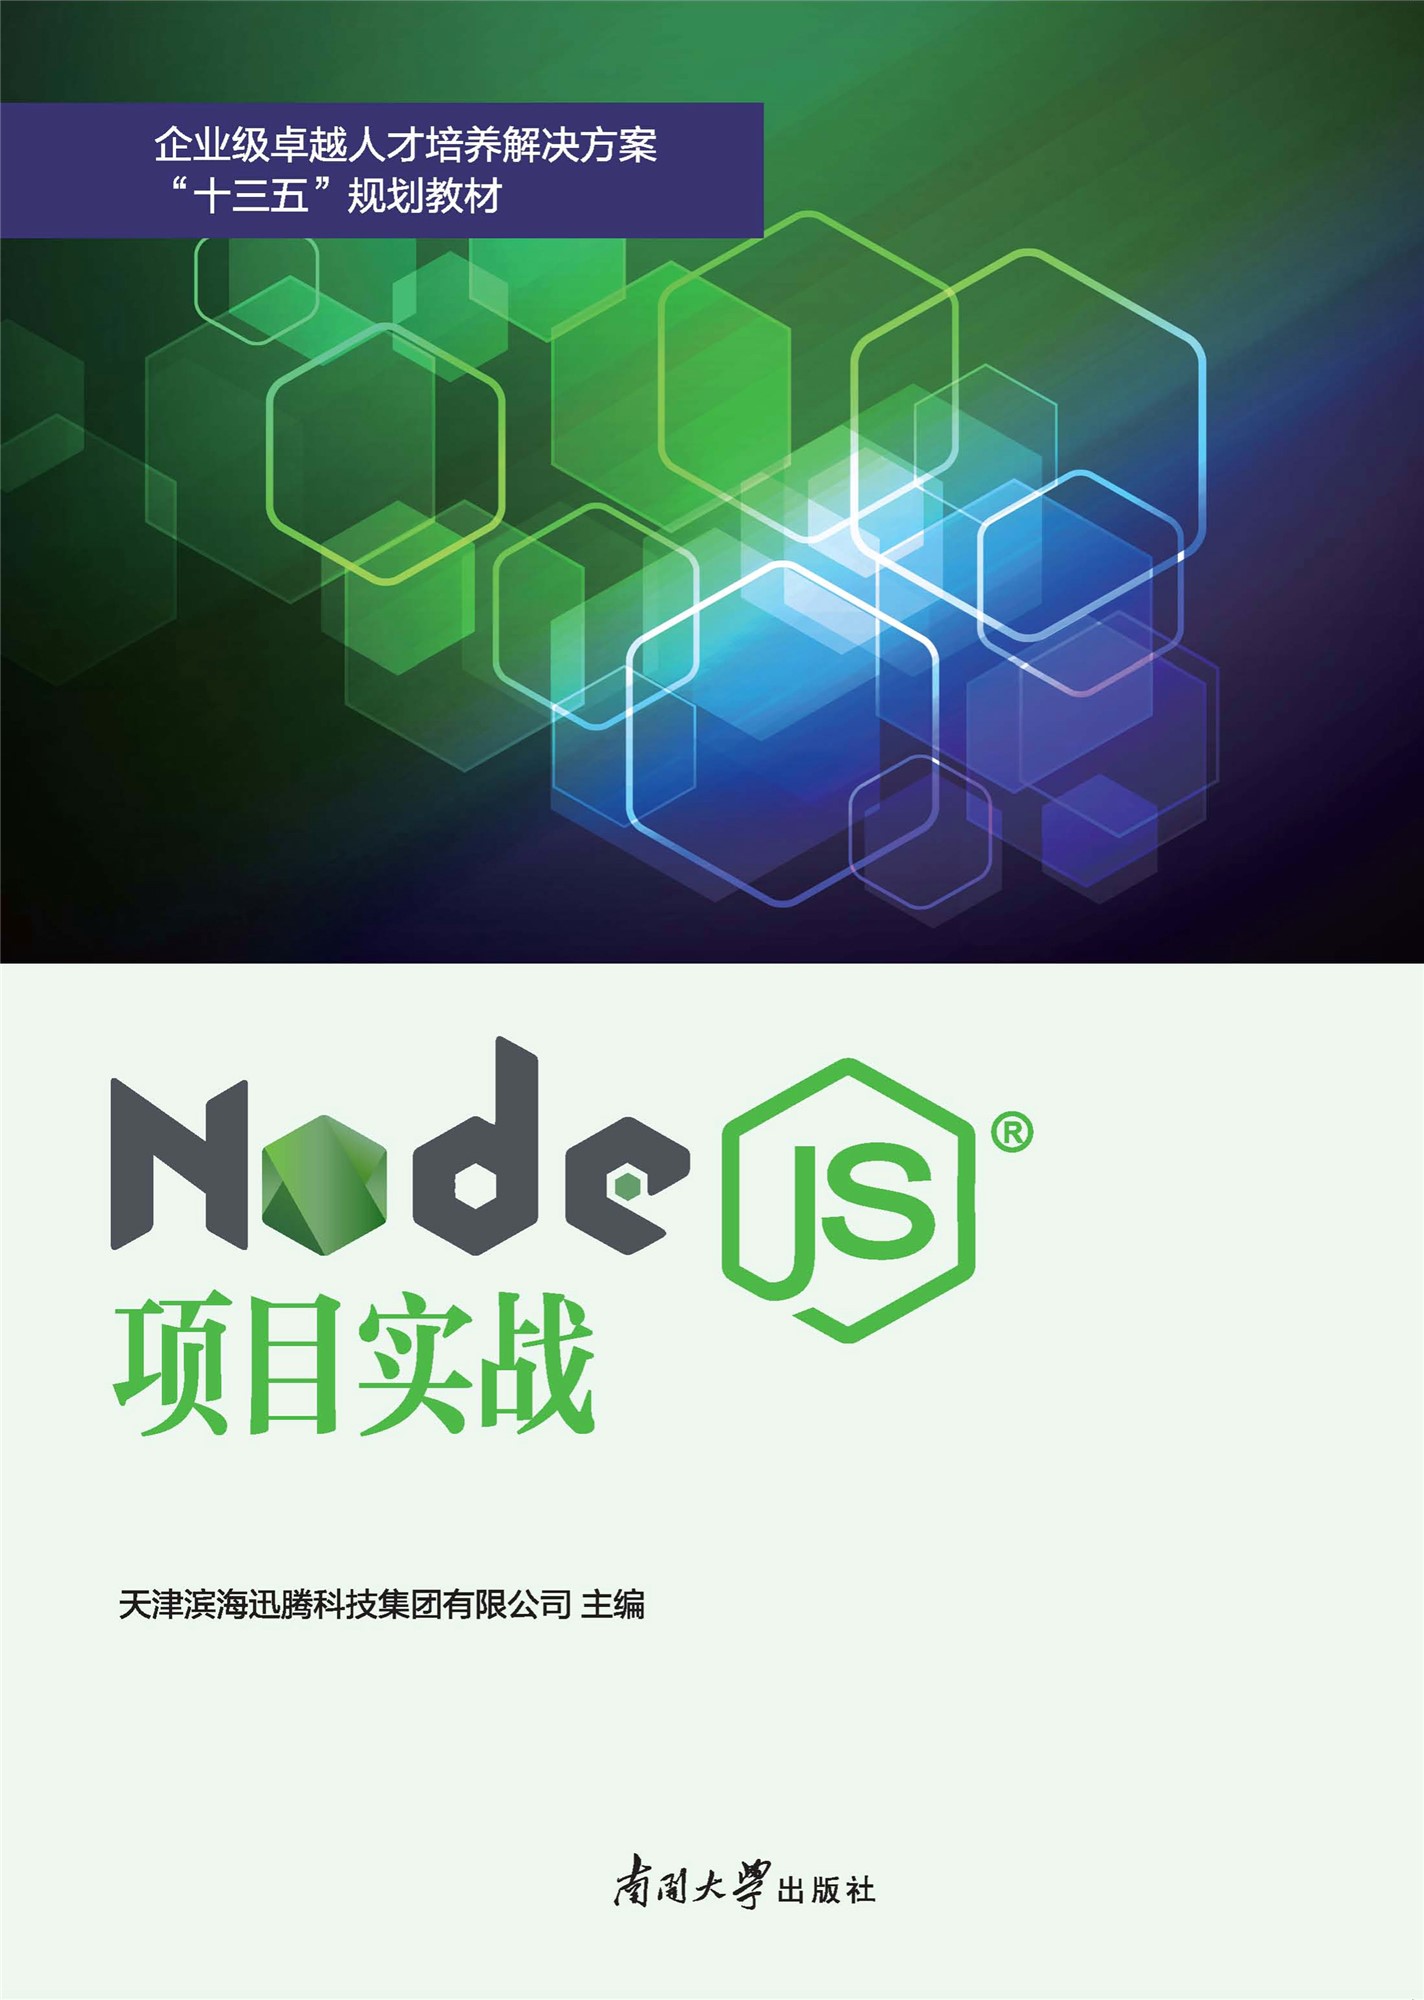 企业级卓越人才培养解决方案
“十三五”规划教材
Node JS ®
项目实战
天津滨海迅腾科技集团有限公司 主编
南開大學出版社